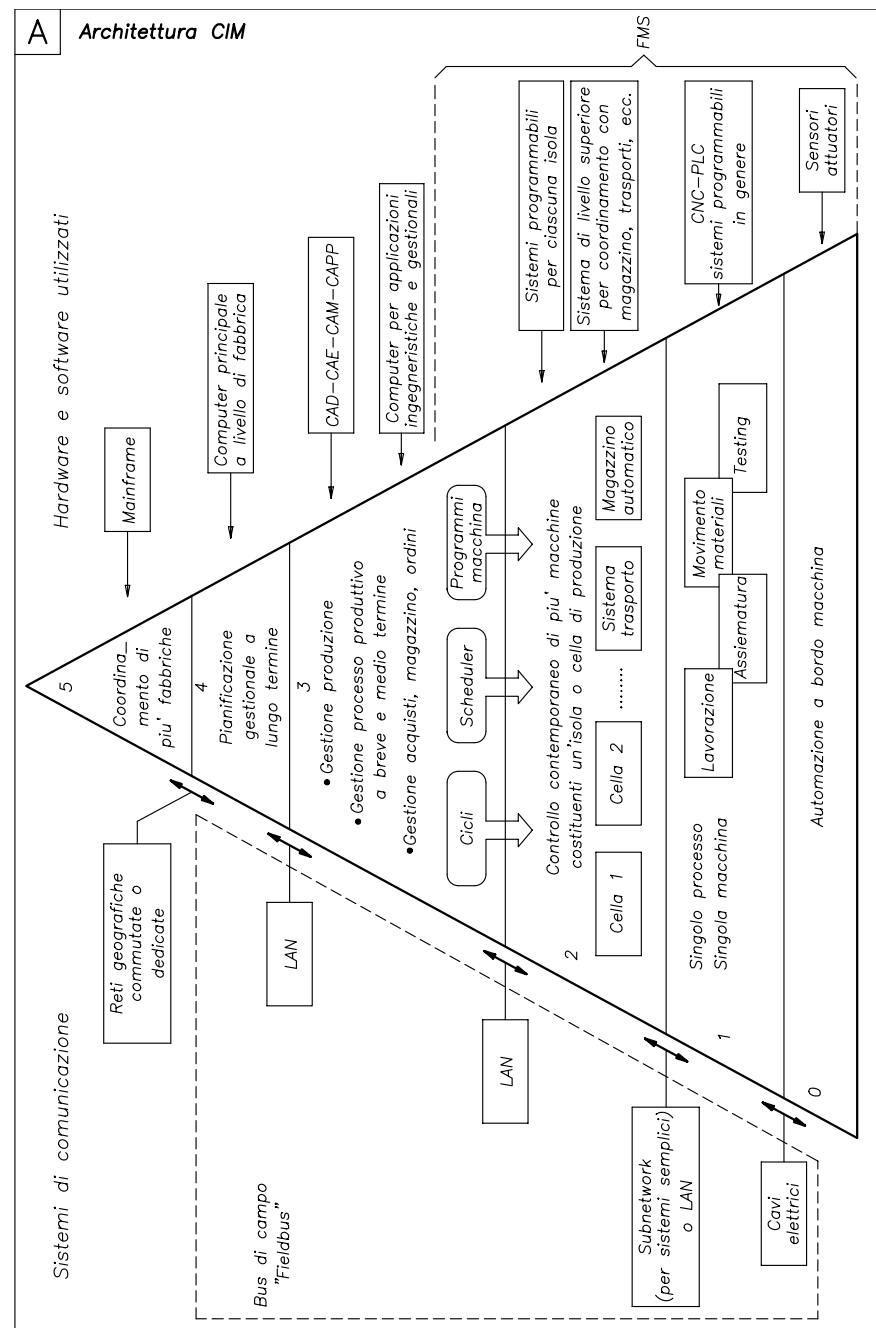 A
Architettura CIM
Sistemi di comunicazione
Hardware e software utilizzati
Reti geografiche
commutate o
dedicate
5
Coordina_
mento di
piu' fabbriche
Mainframe
4
Pianificazione
gestionale a
lungo termine
Computer principale
a livello di fabbrica
LAN
3
• Gestione produzione
• Gestione processo produttivo
a breve e medio termine
• Gestione acquisti, magazzino, ordini
CAD-CAE-CAM-CAPP
Computer per applicazioni
ingegneristiche e gestionali
Bus di campo
"Fieldbus"
Cicli
Scheduler
Programmi
macchina
FMS
LAN
2
Controllo contemporaneo di piu' macchine
costituenti un'isola o cella di produzione
Cella 1
Cella 2
........
Sistema
trasporto
Magazzino
automatico
Sistemi programmabili
per ciascuna isola
Sistema di livello superiore
per coordinamento con
magazzino, trasporti, ecc.
Subnetwork
(per sistemi semplici)
o LAN
1
Singolo processo
Singola macchina
Lavorazione
Assiematura
Movimento
materiali
Testing
CNC-PLC
sistemi programmabili
in genere
Cavi
elettrici
0
Automazione a bordo macchina
Sensori
attuatori